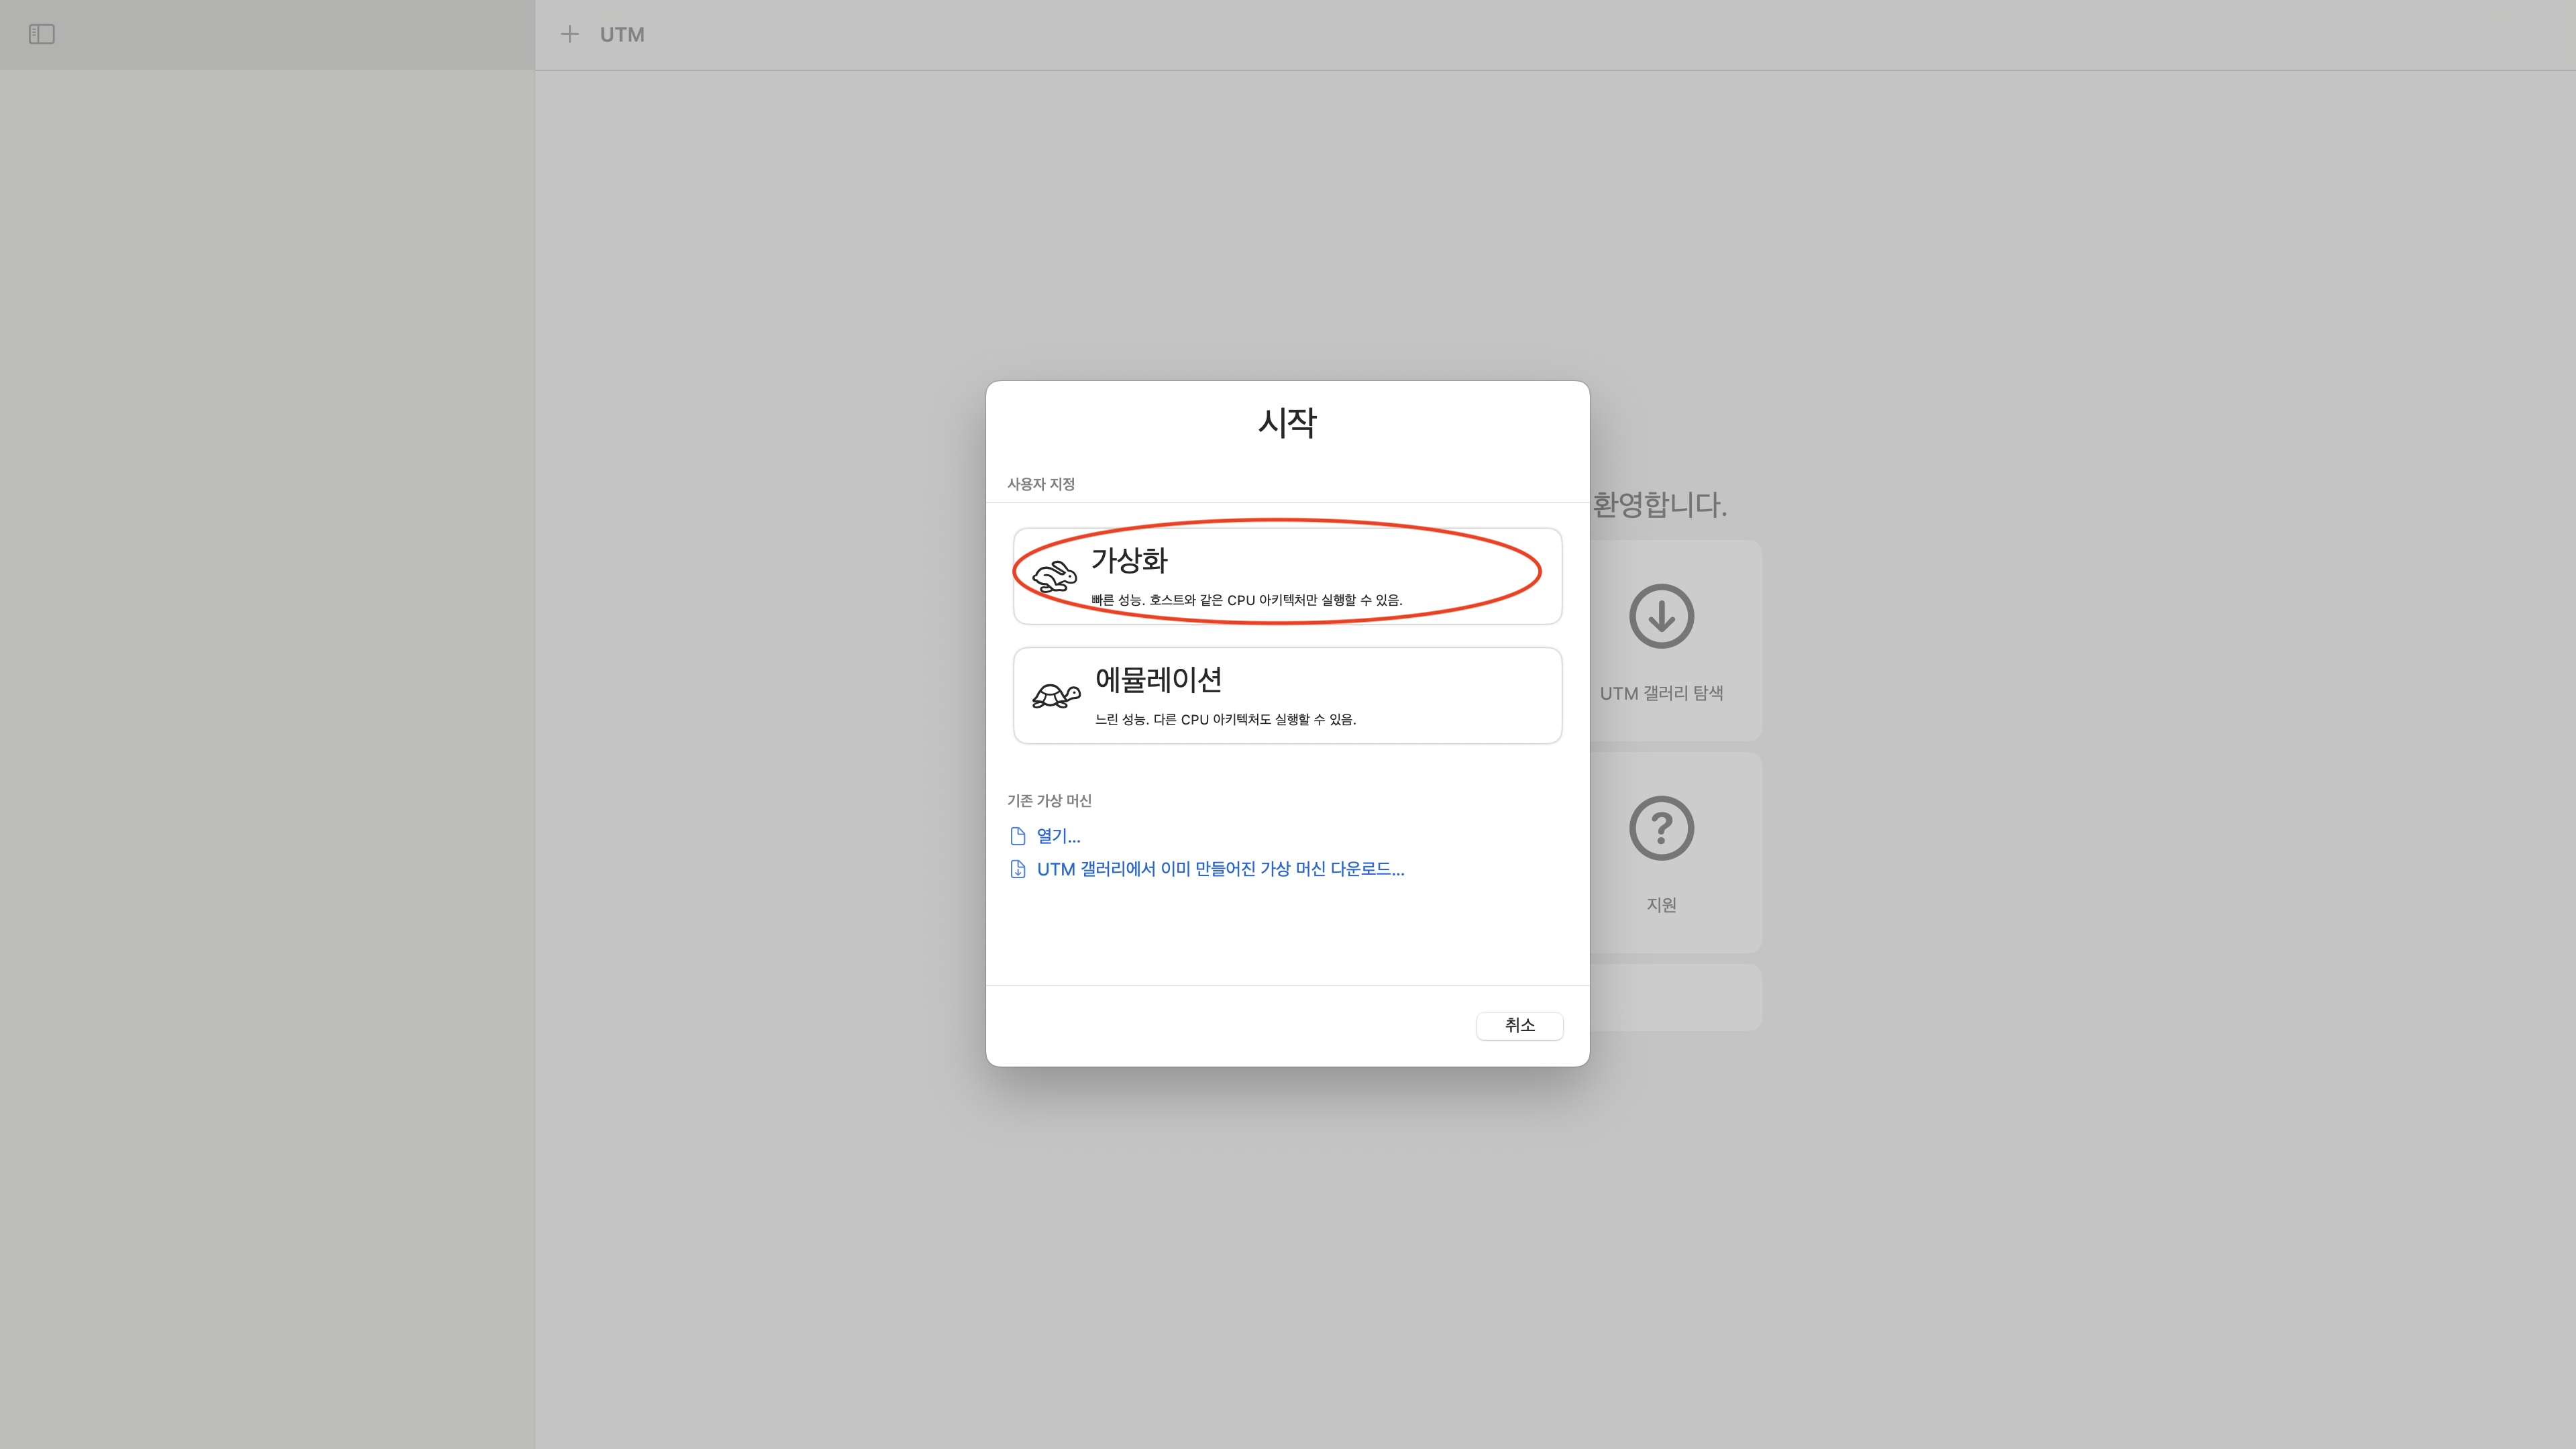 UTM
시작
사용자 지정
가상화
빠른 성능. 호스트와 같은 CPU 아키텍처만 실행할 수 있음.
에뮬레이션
느린 성능. 다른 CPU 아키텍처도 실행할 수 있음.
기존 가상 머신
열기...
UTM 갤러리에서 이미 만들어진 가상 머신 다운로드...
취소
환영합니다.
UTM 갤러리 탐색
지원